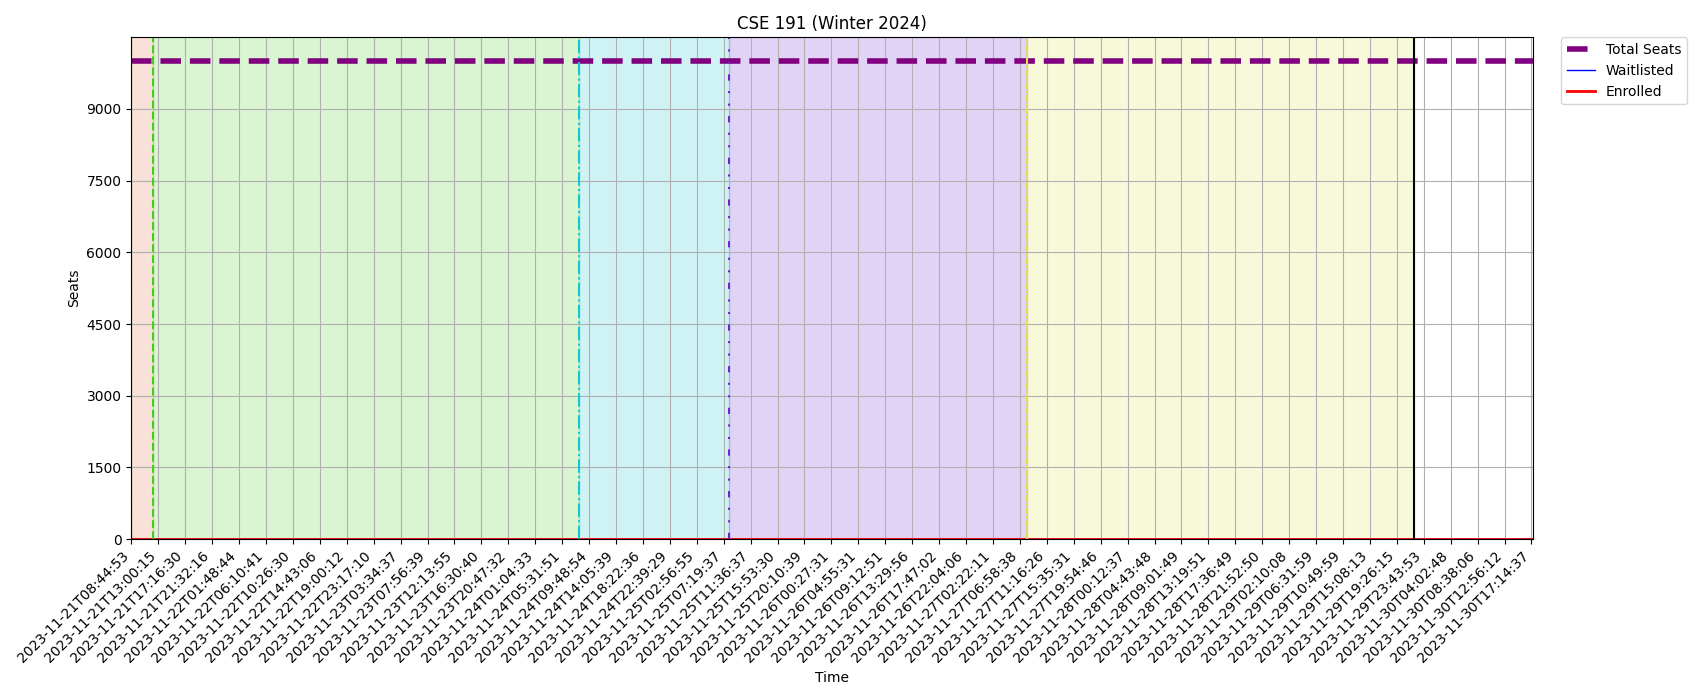 CSE 191 (Winter 2024)
Total Seats
Waitlisted
Enrolled
Seats
9000
7500
6000
4500
3000
1500
0
2023-11-21T08:44:53
2023-11-21T13:00:15
2023-11-21T17:16:30
2023-11-21T21:32:16
2023-11-22T01:48:44
2023-11-22T06:10:41
2023-11-22T10:26:30
2023-11-22T14:43:06
2023-11-22T19:00:12
2023-11-22T23:17:10
2023-11-23T03:34:37
2023-11-23T07:56:39
2023-11-23T12:13:55
2023-11-23T16:30:40
2023-11-23T20:47:32
2023-11-24T01:04:33
2023-11-24T05:31:51
2023-11-24T09:48:54
2023-11-24T14:05:39
2023-11-24T18:22:36
2023-11-24T22:39:29
2023-11-25T02:56:55
2023-11-25T07:19:37
2023-11-25T11:36:37
2023-11-25T15:53:30
2023-11-25T20:10:39
2023-11-26T00:27:31
2023-11-26T04:55:31
2023-11-26T09:12:51
2023-11-26T13:29:56
2023-11-26T17:47:02
2023-11-26T22:04:06
2023-11-27T02:22:11
2023-11-27T06:58:38
2023-11-27T11:16:26
2023-11-27T15:35:31
2023-11-27T19:54:46
2023-11-28T00:12:37
2023-11-28T04:43:48
2023-11-28T09:01:49
2023-11-28T13:19:51
2023-11-28T17:36:49
2023-11-28T21:52:50
2023-11-29T02:10:08
2023-11-29T06:31:59
2023-11-29T10:49:59
2023-11-29T15:08:13
2023-11-29T19:26:15
2023-11-29T23:43:53
2023-11-30T04:02:48
2023-11-30T08:38:06
2023-11-30T12:56:12
2023-11-30T17:14:37
Time